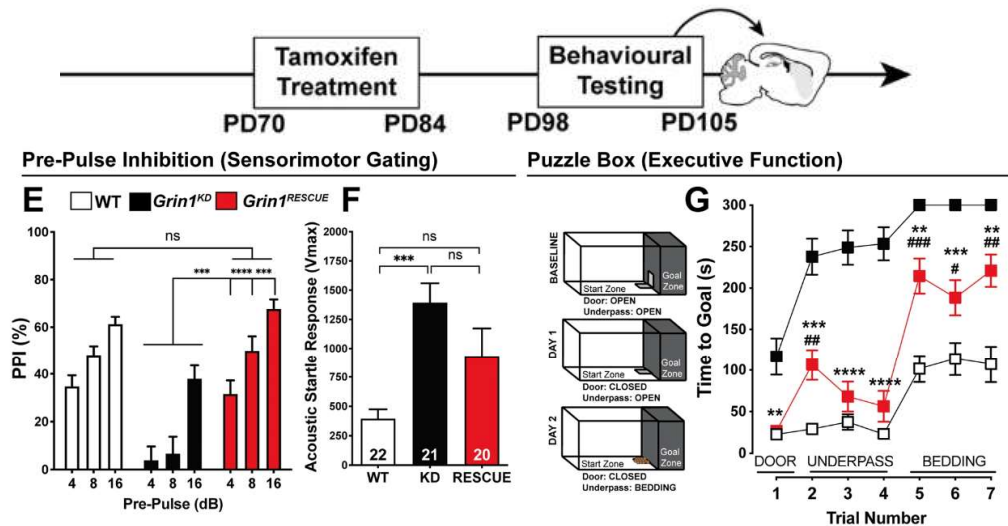 Tamoxifen
Treatment
Behavioural
Testing
PD70
PD84
PD98
PD105
Pre-Pulse Inhibition (Sensorimotor Gating)
Puzzle Box (Executive Function)
E
WT
Grin1KD
Grin1RESCUE
PPI (%)
100
80
60
40
20
0
ns
***
****
***
4 8 16 4 8 16 4 8 16
Pre-Pulse (dB)
F
Acoustic Startle Response (Vmax)
2000
1750
1500
1250
1000
750
500
250
0
ns
***
ns
22 21 20
WT KD RESCUE
BASELINE
Start Zone
Goal
Zone
Door: OPEN
Underpass: OPEN
DAY 1
Start Zone
Goal
Zone
Door: CLOSED
Underpass: OPEN
DAY 2
Start Zone
Goal
Zone
Door: CLOSED
Underpass: BEDDING
G
Time to Goal (s)
300
250
200
150
100
50
0
**
***
##
****
****
**
###
***
#
**
##
DOOR UNDERPASS BEDDING
1 2 3 4 5 6 7
Trial Number